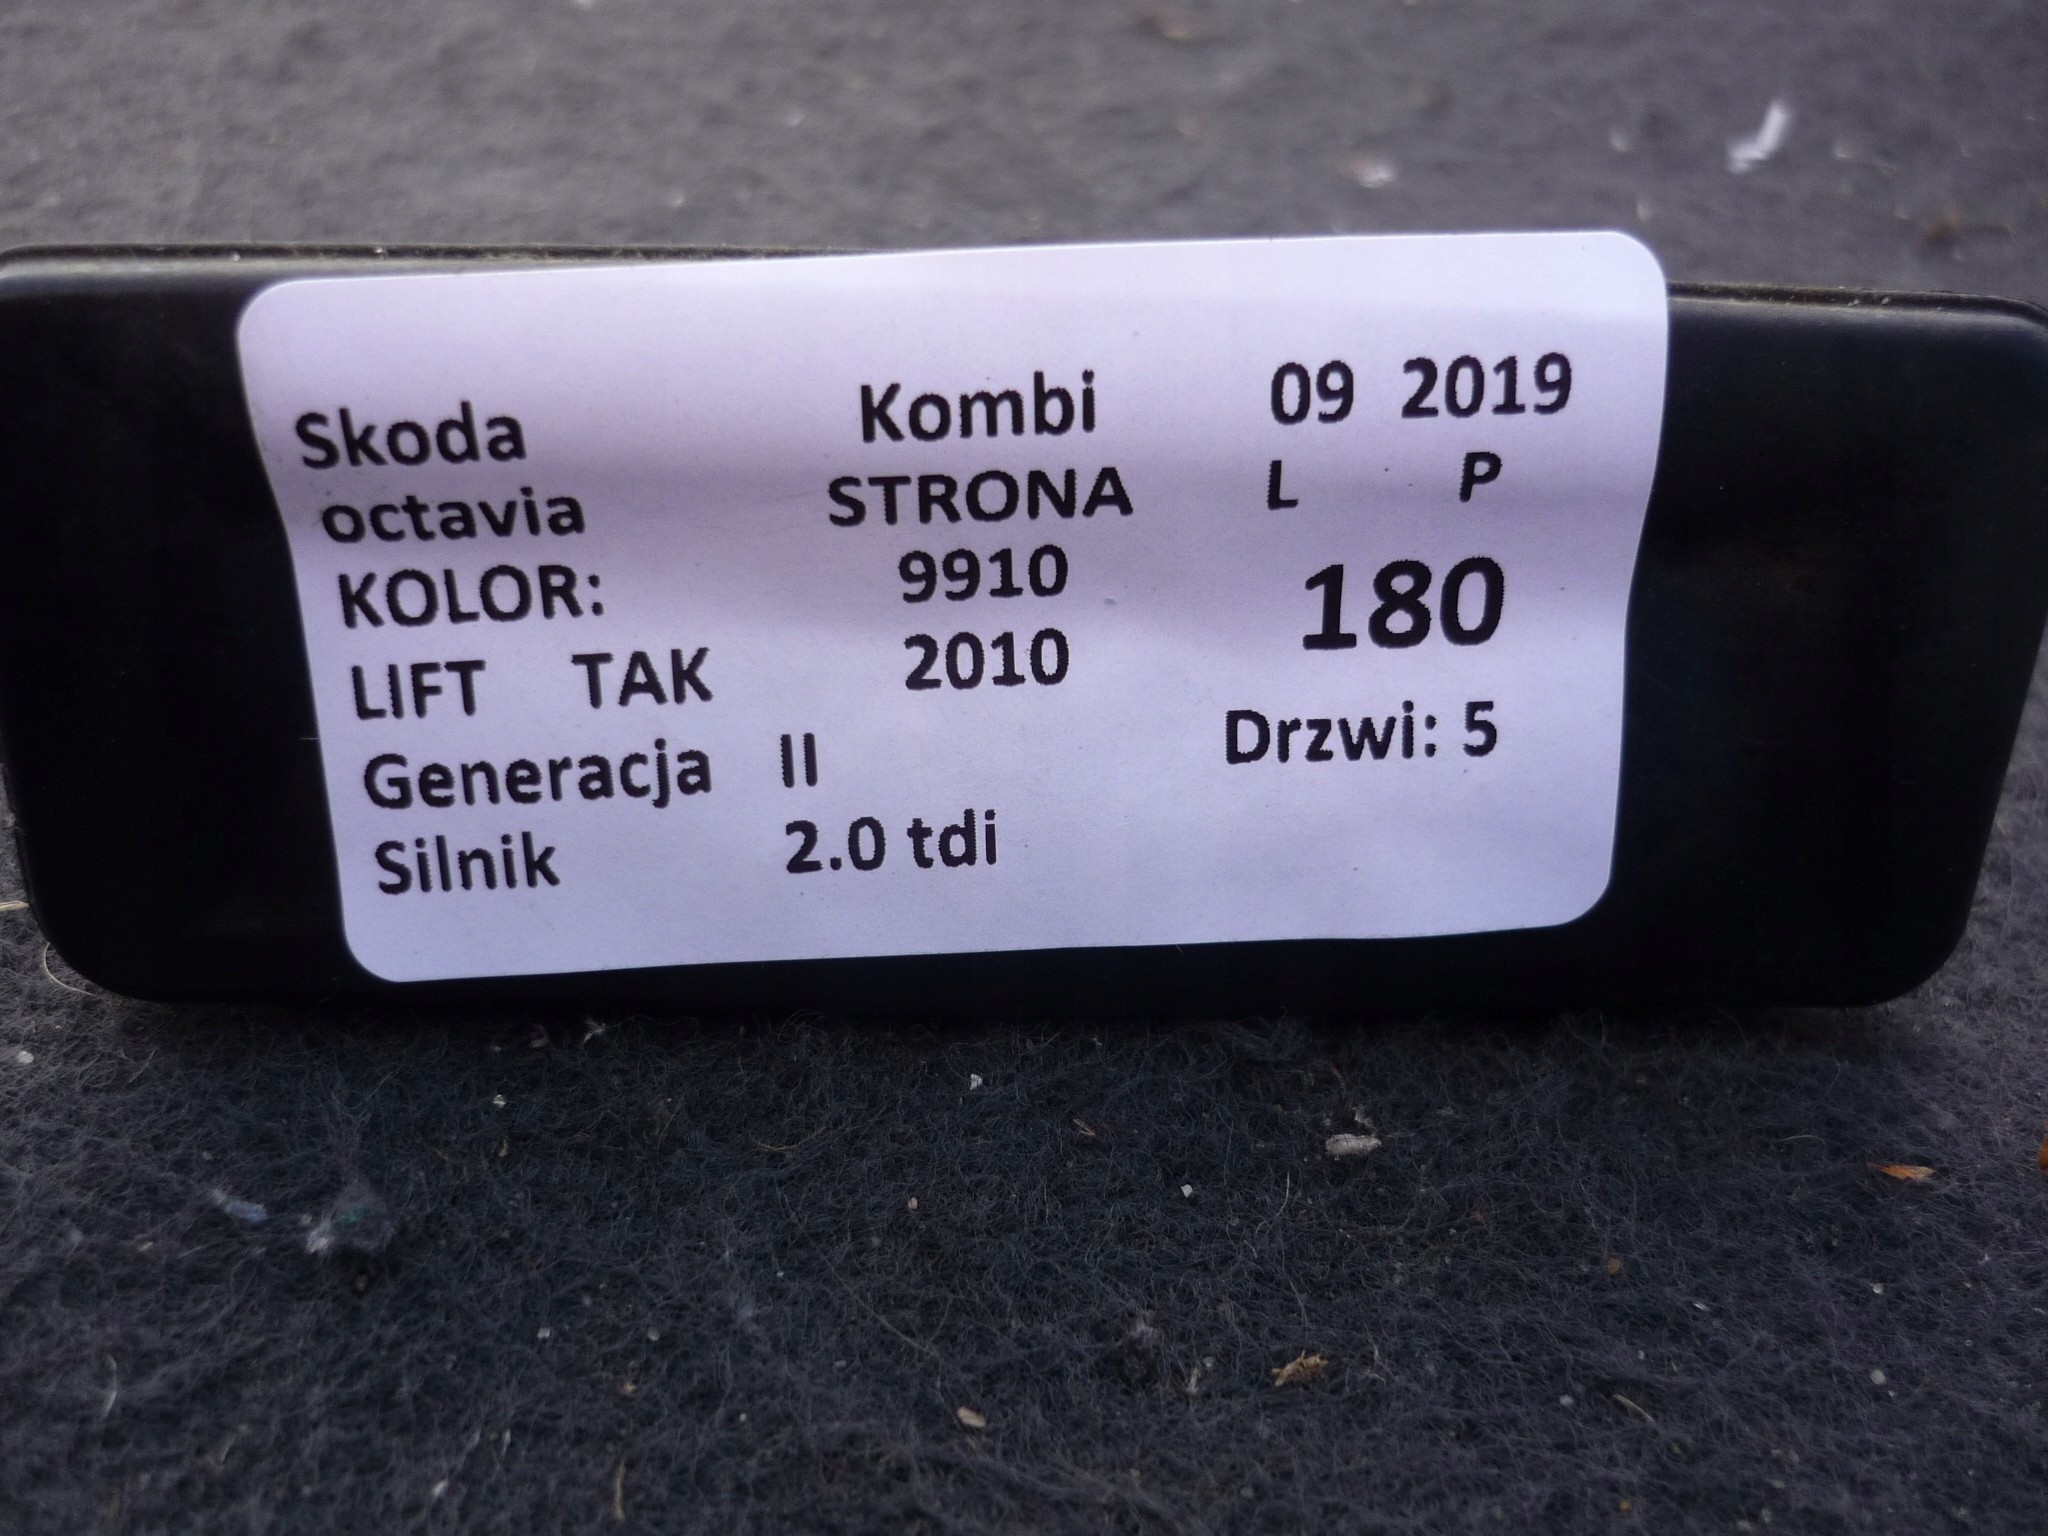 Skoda Kombi 09 2019
octavia STRONA L P
KOLOR: 9910 180
LIFT TAK 2010
Generacja II Drzwi: 5
Silnik 2.0 tdi